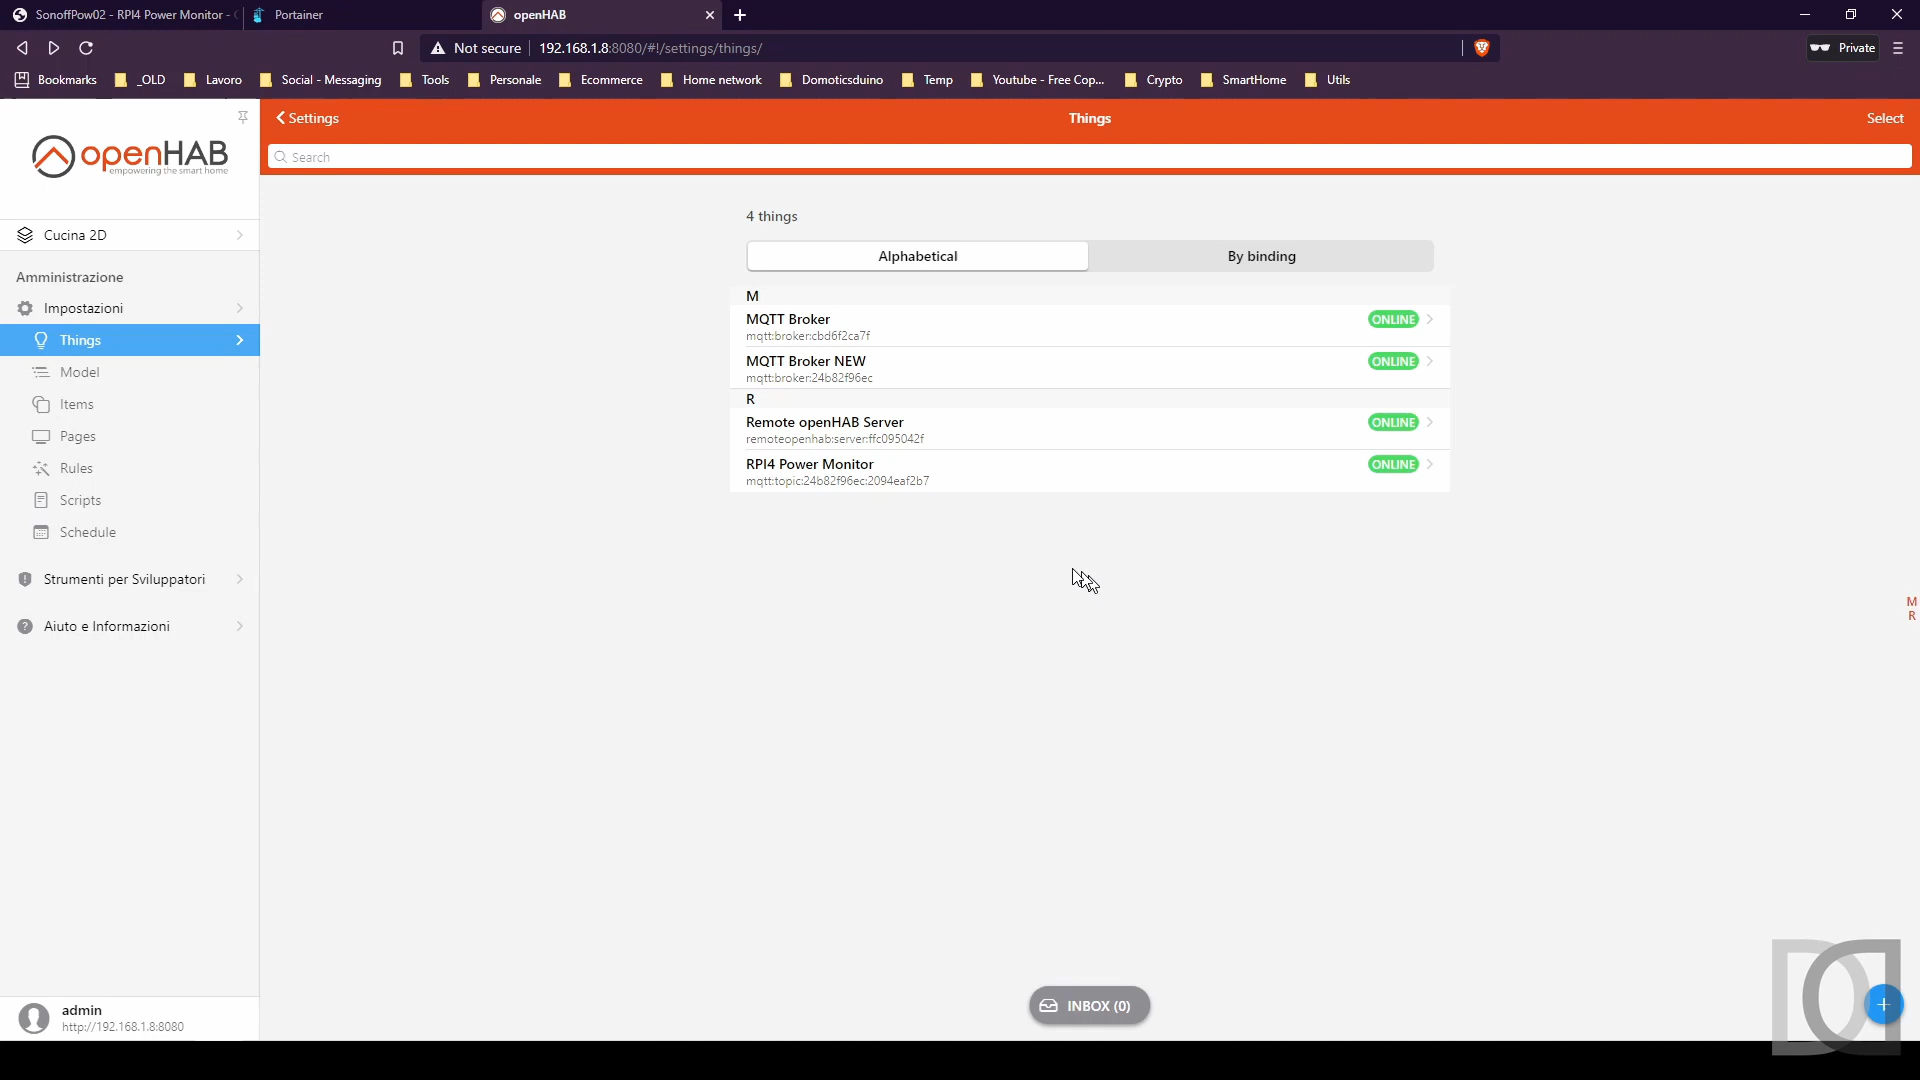 SonoffPow02 - RPI4 Power Monitor -
Portainer
openHAB
Not secure
192.168.1.8:8080/#!/settings/things/
Private
Bookmarks
_OLD
Lavoro
Social - Messaging
Tools
Personale
Ecommerce
Home network
Domoticsduino
Temp
Youtube - Free Cop...
Crypto
SmartHome
Utils
openHAB
empowering the smart home
Cucina 2D
Amministrazione
Impostazioni
Things
Model
Items
Pages
Rules
Scripts
Schedule
Strumenti per Sviluppatori
Aiuto e Informazioni
admin
http://192.168.1.8:8080
Settings
Things
Select
Search
4 things
Alphabetical
By binding
M
MQTT Broker
ONLINE
mqtt:broker:cbd6f2ca7f
MQTT Broker NEW
ONLINE
mqtt:broker:24b82f96ec
R
Remote openHAB Server
ONLINE
remoteopenhab:server:ffc095042f
RPI4 Power Monitor
ONLINE
mqtt:topic:24b82f96ec:2094eaf2b7
M
R
INBOX (0)